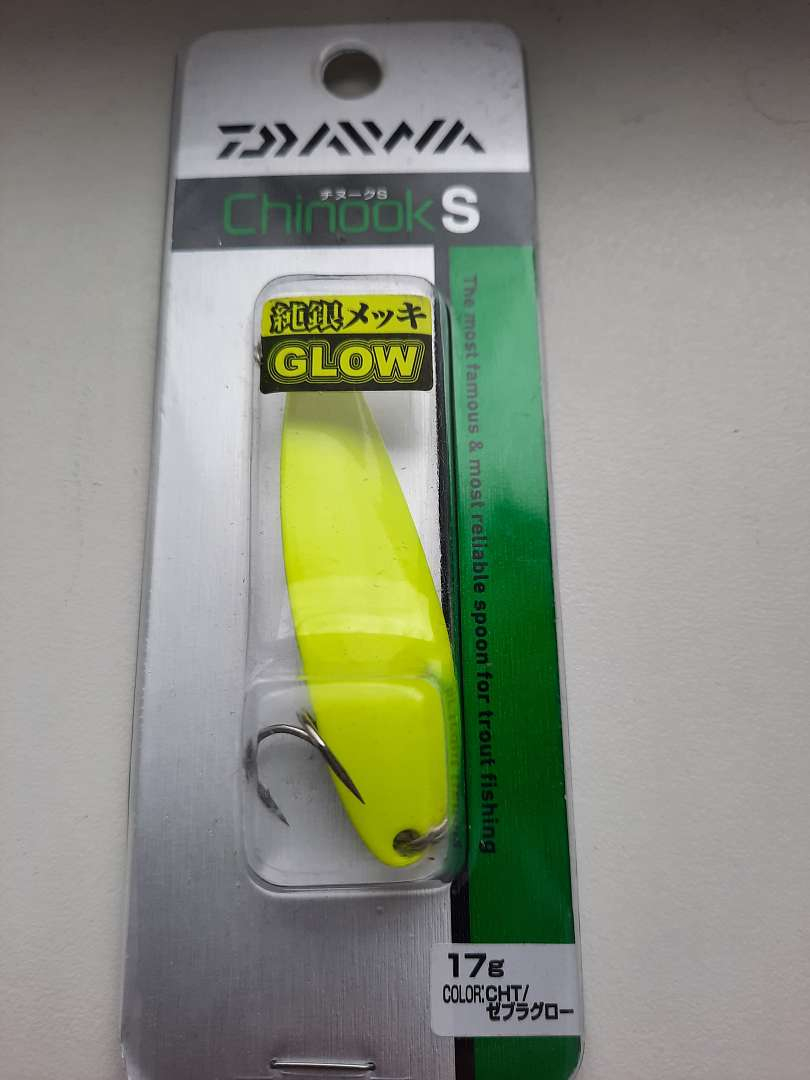 DAIWA
チヌークS
Chinook S
純銀メッキ
GLOW
The most famous & most reliable spoon for trout fishing
17g
COLOR:CHT/
ゼブラグロー